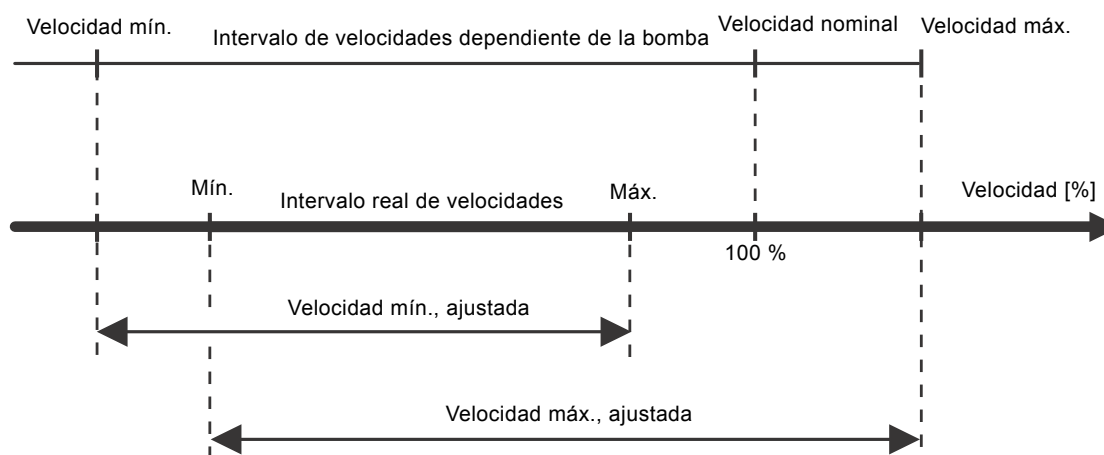 Velocidad mín.
Intervalo de velocidades dependiente de la bomba
Velocidad nominal
Velocidad máx.
Mín.
Intervalo real de velocidades
Máx.
Velocidad [%]
100 %
Velocidad mín., ajustada
Velocidad máx., ajustada